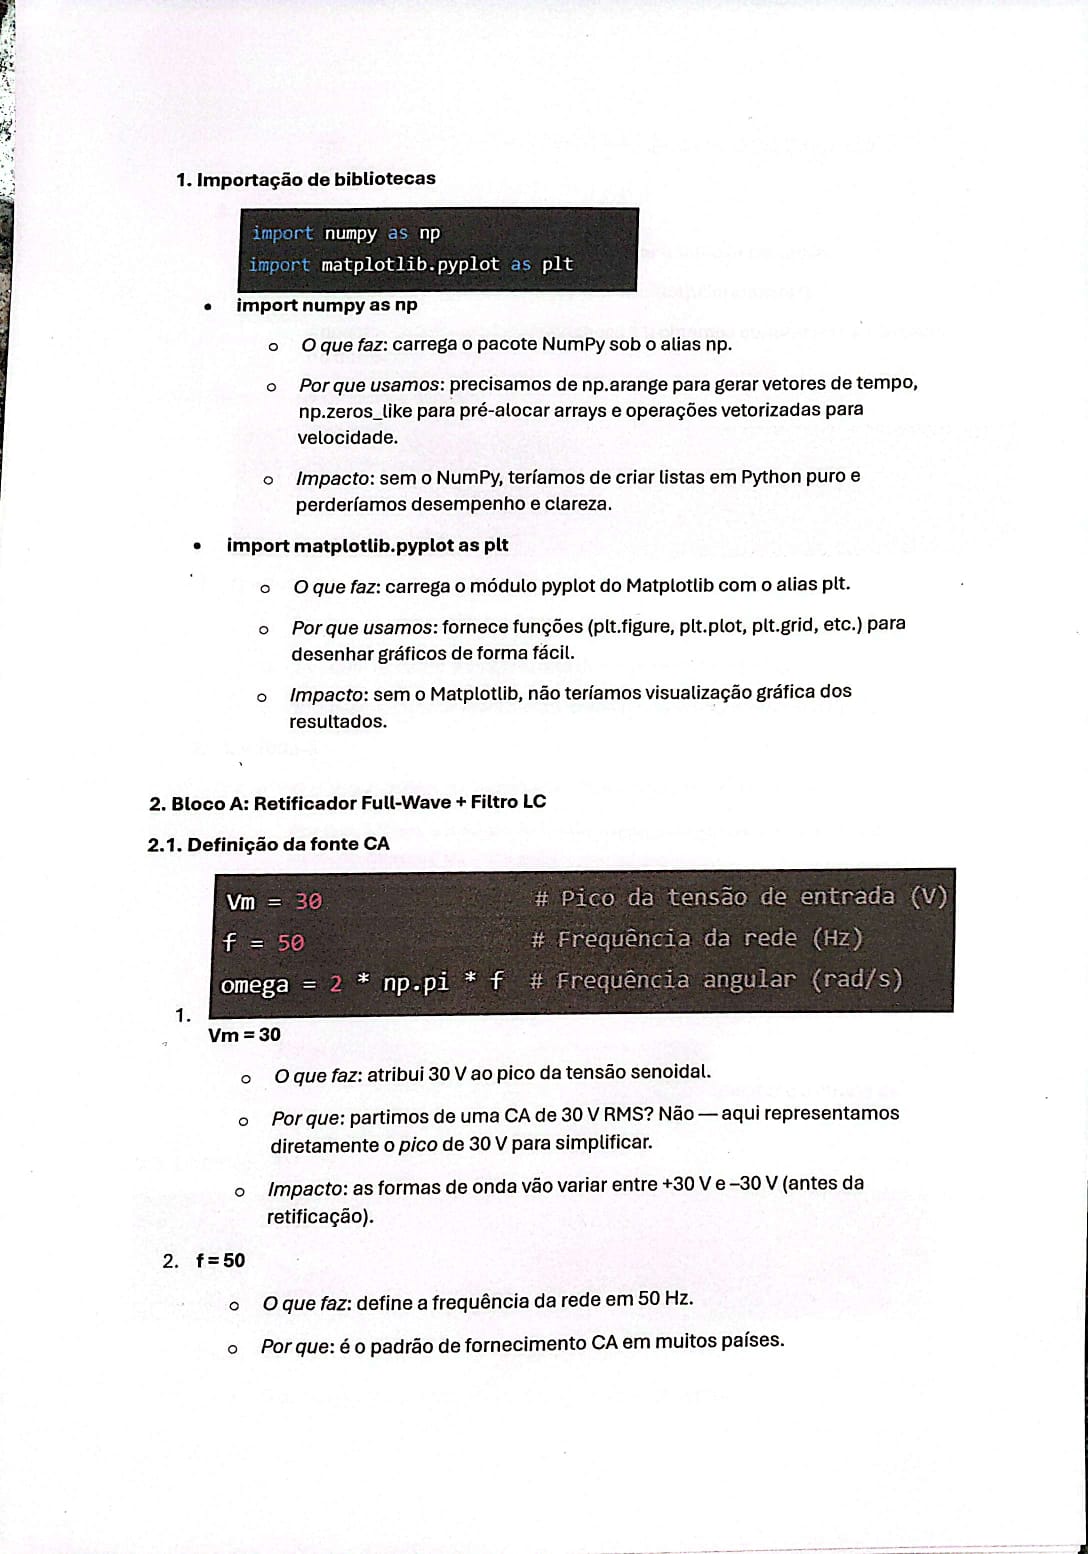 1. Importação de bibliotecas
import numpy as np
import matplotlib.pyplot as plt
• import numpy as np
o O que faz: carrega o pacote NumPy sob o alias np.
o Por que usamos: precisamos de np.arange para gerar vetores de tempo,
np.zeros_like para pré-alocar arrays e operações vetorizadas para
velocidade.
o Impacto: sem o NumPy, teríamos de criar listas em Python puro e
perderíamos desempenho e clareza.
• import matplotlib.pyplot as plt
o O que faz: carrega o módulo pyplot do Matplotlib com o alias plt.
o Por que usamos: fornece funções (plt.figure, plt.plot, plt.grid, etc.) para
desenhar gráficos de forma fácil.
o Impacto: sem o Matplotlib, não teríamos visualização gráfica dos
resultados.
2. Bloco A: Retificador Full-Wave + Filtro LC
2.1. Definição da fonte CA
Vm = 30 # Pico da tensão de entrada (V)
f = 50 # Frequência da rede (Hz)
omega = 2 * np.pi * f # Frequência angular (rad/s)
1.
Vm = 30
o O que faz: atribui 30 V ao pico da tensão senoidal.
o Por que: partimos de uma CA de 30 V RMS? Não — aqui representamos
diretamente o pico de 30 V para simplificar.
o Impacto: as formas de onda vão variar entre +30 V e –30 V (antes da
retificação).
2. f = 50
o O que faz: define a frequência da rede em 50 Hz.
o Por que: é o padrão de fornecimento CA em muitos países.